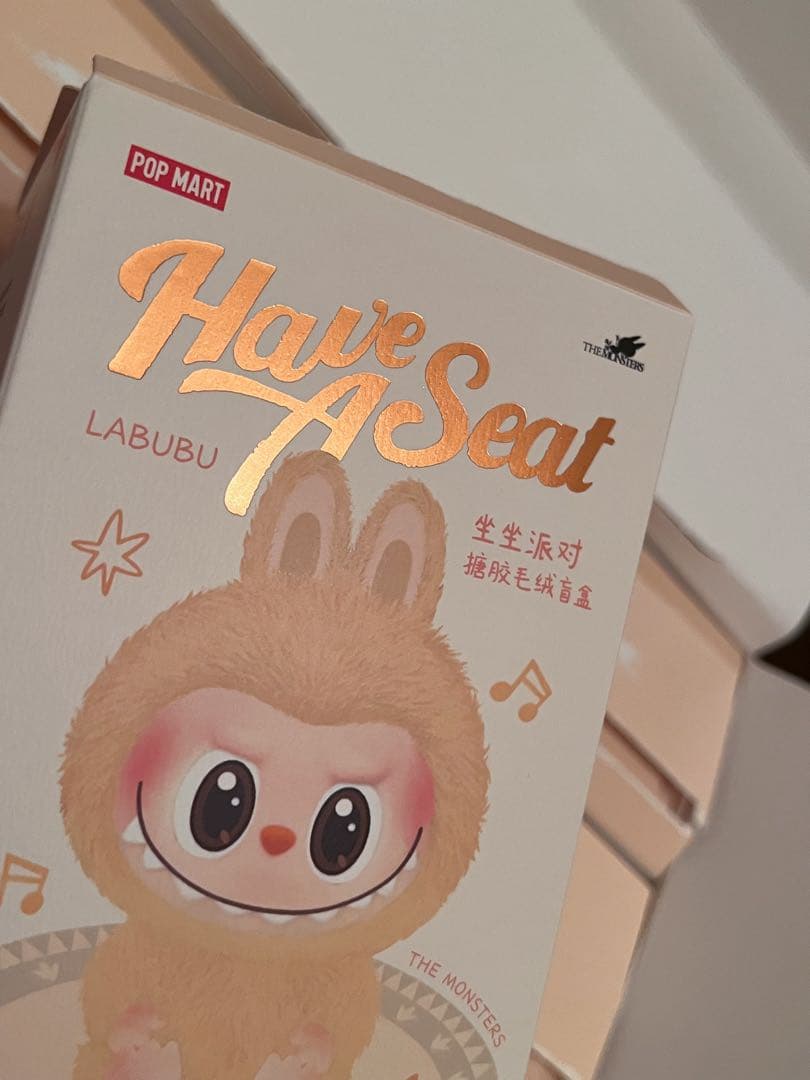 POP MART
Have
A Seat
THE MONSTERS
LABUBU
坐坐派对
搪胶毛绒盲盒
THE MONSTERS